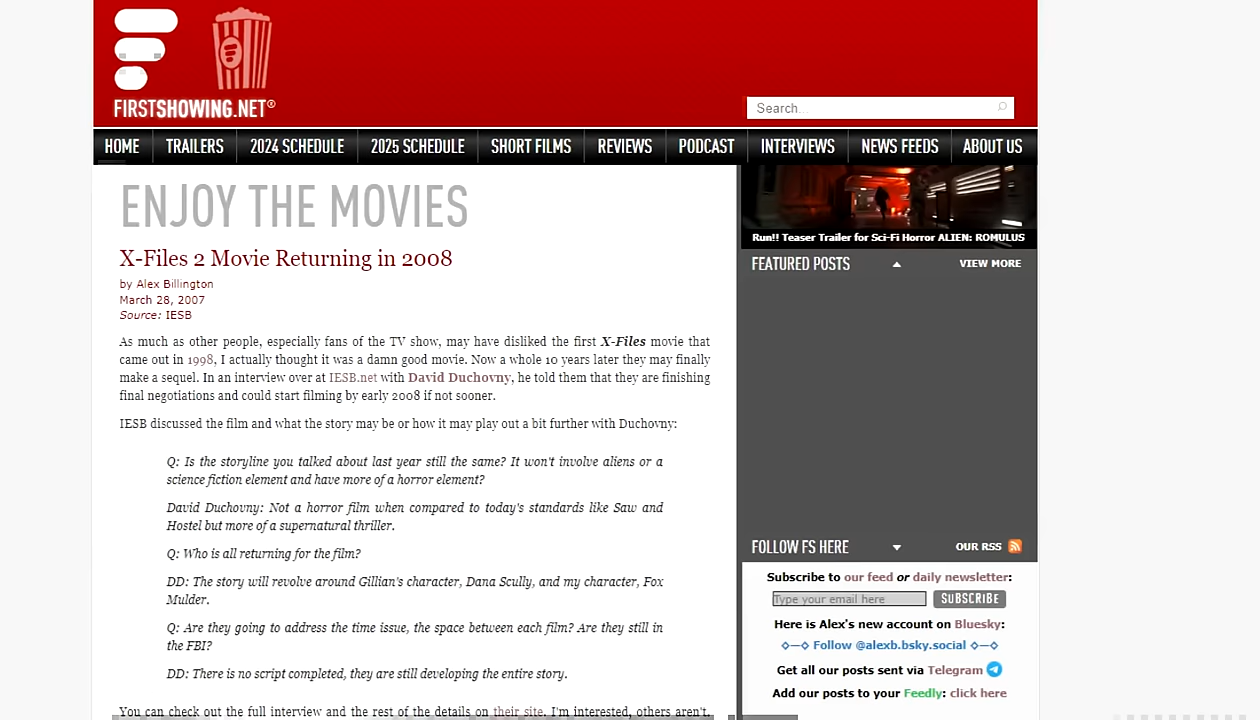 FIRSTSHOWING.NET®
Search...
HOME
TRAILERS
2024 SCHEDULE
2025 SCHEDULE
SHORT FILMS
REVIEWS
PODCAST
INTERVIEWS
NEWS FEEDS
ABOUT US
ENJOY THE MOVIES
X-Files 2 Movie Returning in 2008
by Alex Billington
March 28, 2007
Source: IESB
As much as other people, especially fans of the TV show, may have disliked the first X-Files movie that
came out in 1998, I actually thought it was a damn good movie. Now a whole 10 years later they may finally
make a sequel. In an interview over at IESB.net with David Duchovny, he told them that they are finishing
final negotiations and could start filming by early 2008 if not sooner.
IESB discussed the film and what the story may be or how it may play out a bit further with Duchovny:
Q: Is the storyline you talked about last year still the same? It won't involve aliens or a
science fiction element and have more of a horror element?
David Duchovny: Not a horror film when compared to today's standards like Saw and
Hostel but more of a supernatural thriller.
Q: Who is all returning for the film?
DD: The story will revolve around Gillian's character, Dana Scully, and my character, Fox
Mulder.
Q: Are they going to address the time issue, the space between each film? Are they still in
the FBI?
DD: There is no script completed, they are still developing the entire story.
You can check out the full interview and the rest of the details on their site. I'm interested, others aren't,
Run!! Teaser Trailer for Sci-Fi Horror ALIEN: ROMULUS
FEATURED POSTS
VIEW MORE
FOLLOW FS HERE
OUR RSS
Subscribe to our feed or daily newsletter:
Type your email here
SUBSCRIBE
Here is Alex's new account on Bluesky:
◇—◇ Follow @alexb.bsky.social ◇—◇
Get all our posts sent via Telegram
Add our posts to your Feedly: click here